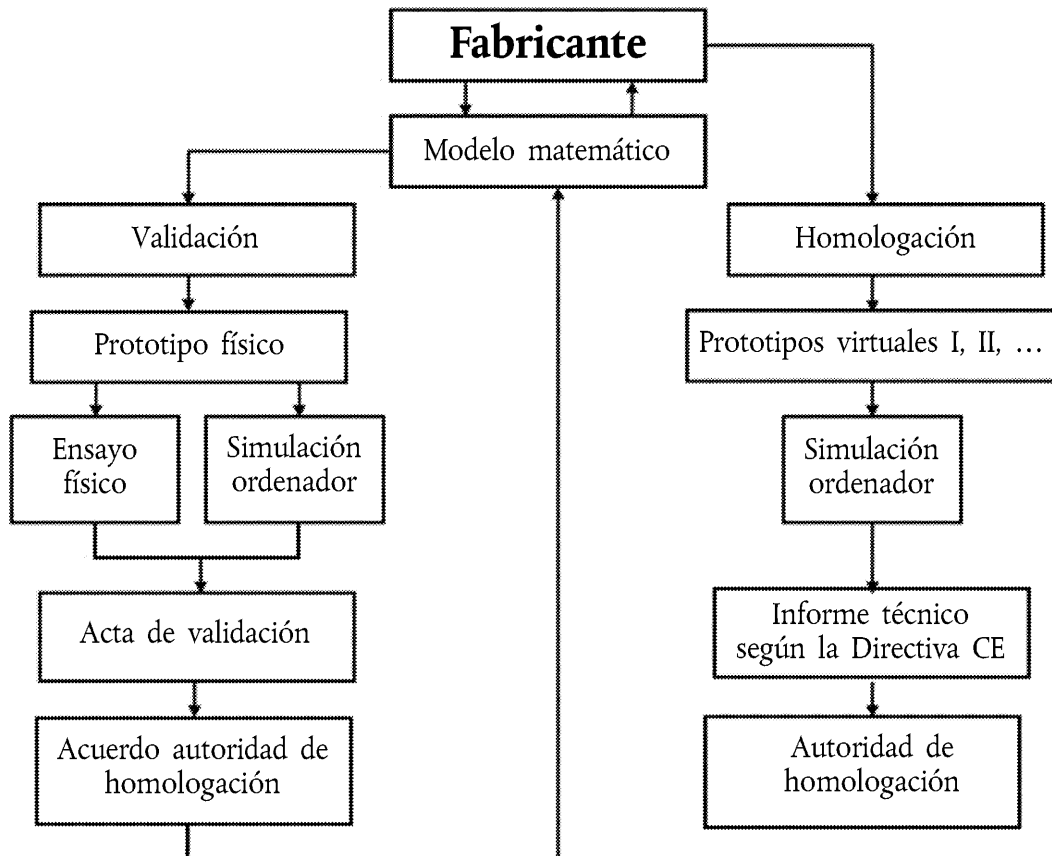 Fabricante
Modelo matemático
Validación
Homologación
Prototipo físico
Prototipos virtuales I, II, …
Ensayo
físico
Simulación
ordenador
Simulación
ordenador
Acta de validación
Informe técnico
según la Directiva CE
Acuerdo autoridad de
homologación
Autoridad de
homologación